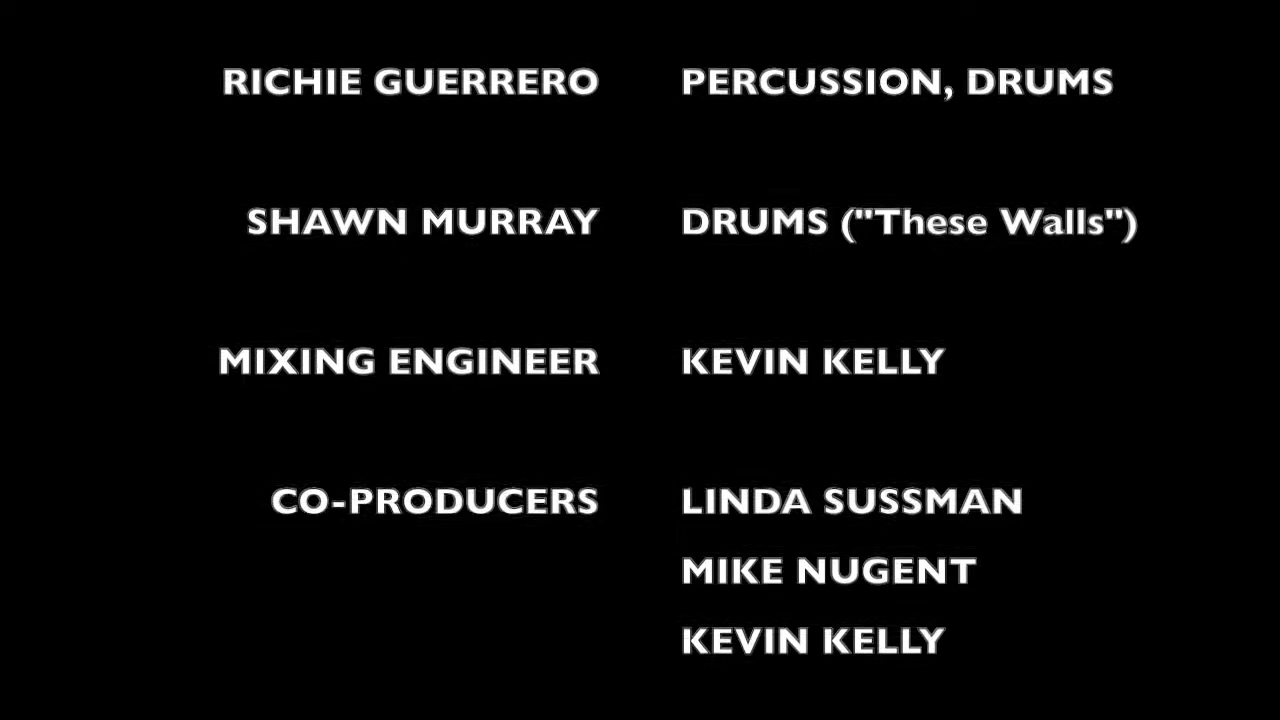 RICHIE GUERRERO PERCUSSION, DRUMS
SHAWN MURRAY DRUMS ("These Walls")
MIXING ENGINEER KEVIN KELLY
CO-PRODUCERS LINDA SUSSMAN
MIKE NUGENT
KEVIN KELLY